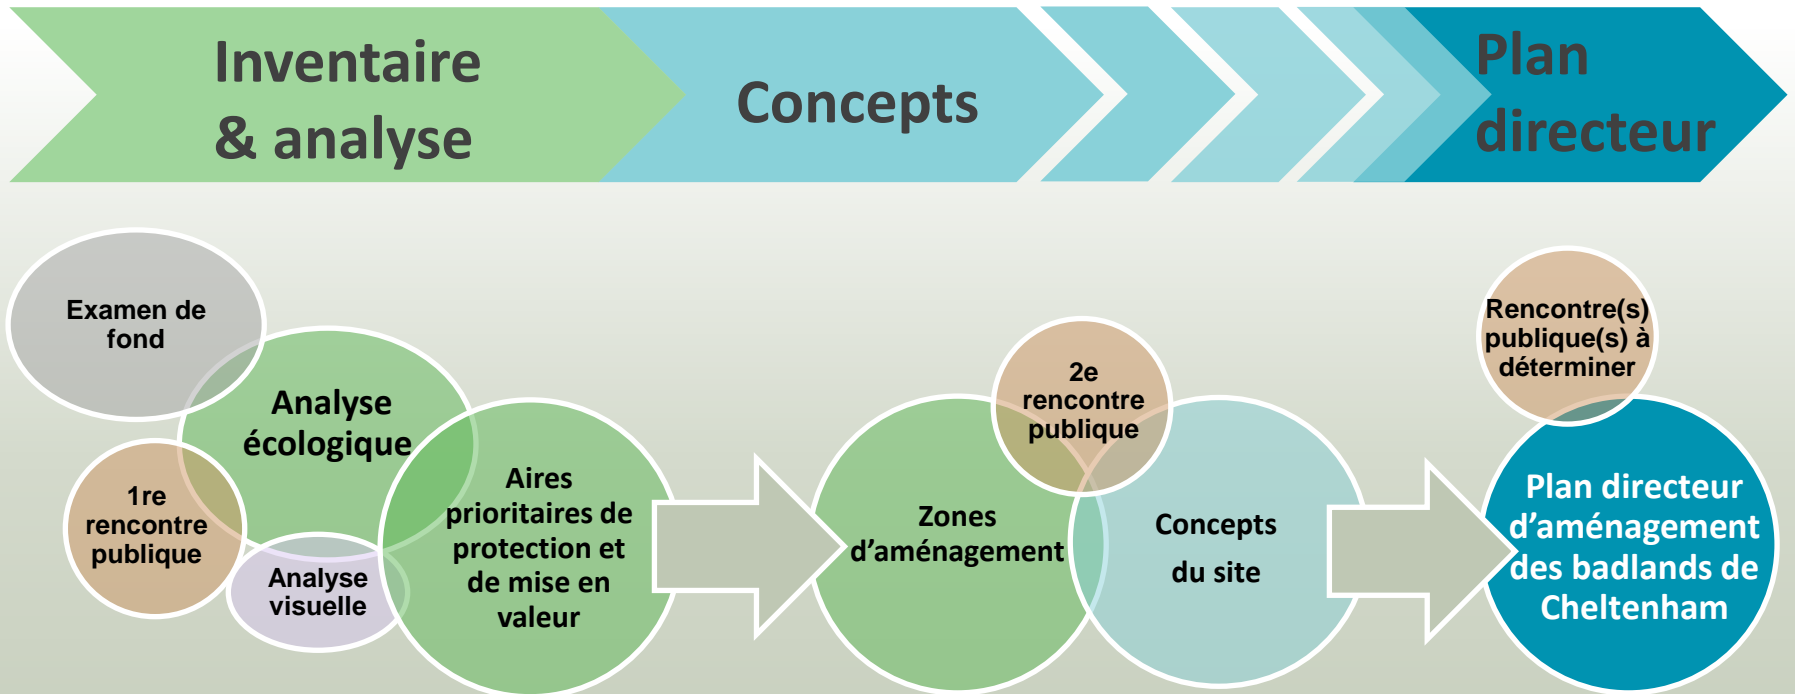 Inventaire
& analyse
Concepts
Plan
directeur
Examen de
fond
Analyse
écologique
1re
rencontre
publique
Analyse
visuelle
Aires
prioritaires de
protection et
de mise en
valeur
Zones
d’aménagement
2e
rencontre
publique
Concepts
du site
Rencontre(s)
publique(s) à
déterminer
Plan directeur
d’aménagement
des badlands de
Cheltenham